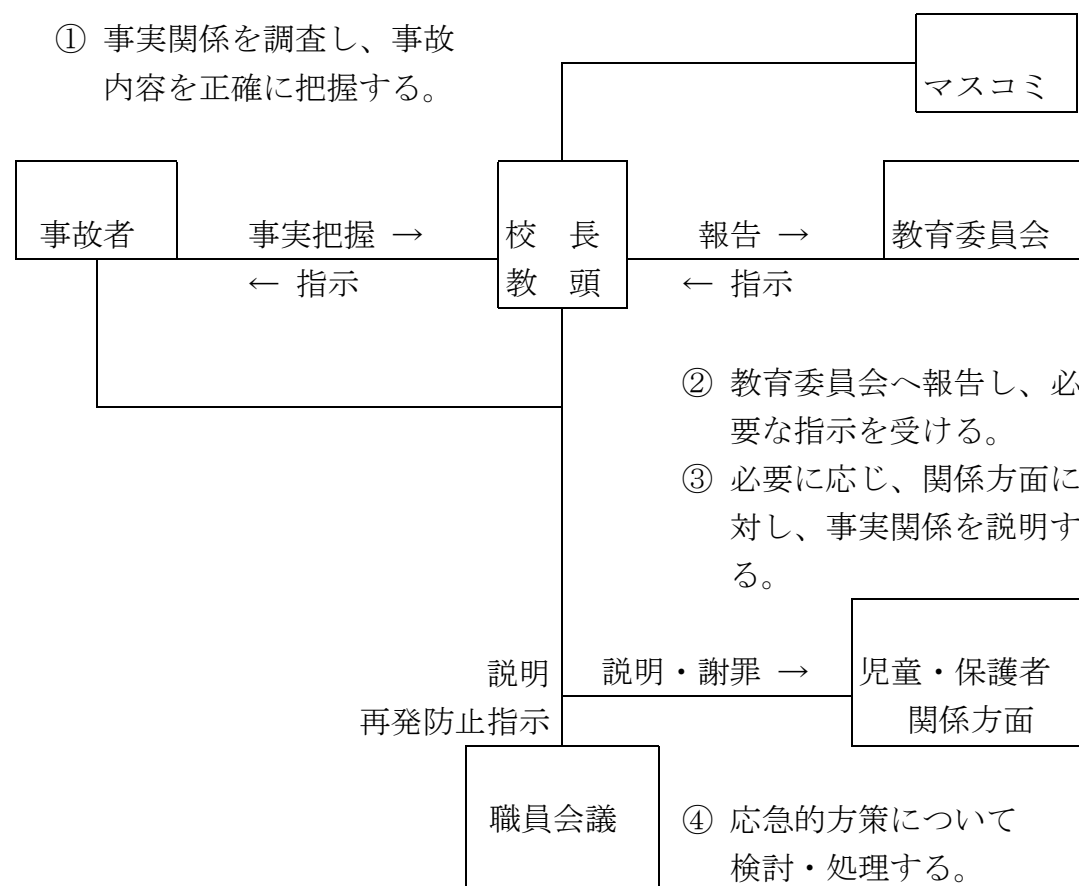 ① 事実関係を調査し、事故
内容を正確に把握する。
マスコミ
事故者 事実把握 → 校 長 報告 → 教育委員会
← 指示 教 頭 ← 指示
② 教育委員会へ報告し、必
要な指示を受ける。
③ 必要に応じ、関係方面に
対し、事実関係を説明す
る。
説明 説明・謝罪 → 児童・保護者
再発防止指示 関係方面
職員会議 ④ 応急的方策について
検討・処理する。